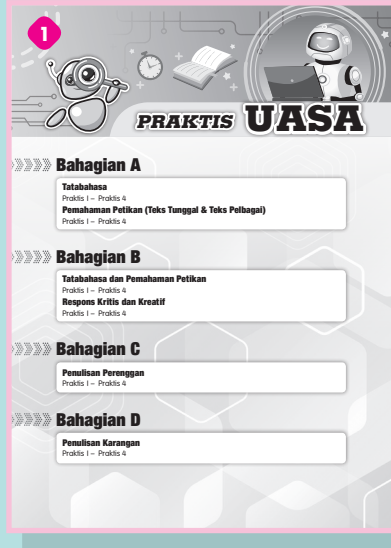 1
PRAKTIS UASA
Bahagian A
Tatabahasa
Praktis 1 – Praktis 4
Pemahaman Petikan (Teks Tunggal & Teks Pelbagai)
Praktis 1 – Praktis 4
Bahagian B
Tatabahasa dan Pemahaman Petikan
Praktis 1 – Praktis 4
Respons Kritis dan Kreatif
Praktis 1 – Praktis 4
Bahagian C
Penulisan Perenggan
Praktis 1 – Praktis 4
Bahagian D
Penulisan Karangan
Praktis 1 – Praktis 4